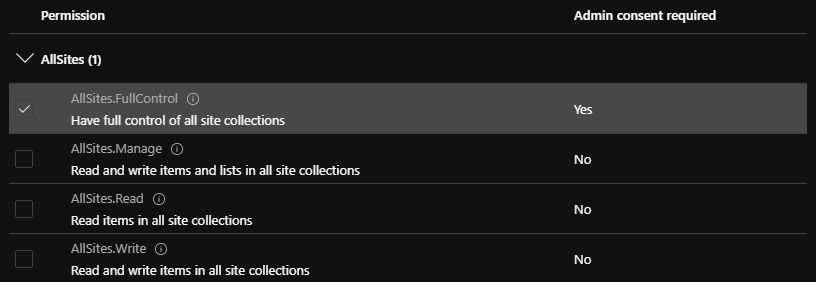 Permission Admin consent required
AllSites (1)
AllSites.FullControl
Have full control of all site collections Yes
AllSites.Manage
Read and write items and lists in all site collections No
AllSites.Read
Read items in all site collections No
AllSites.Write
Read and write items in all site collections No